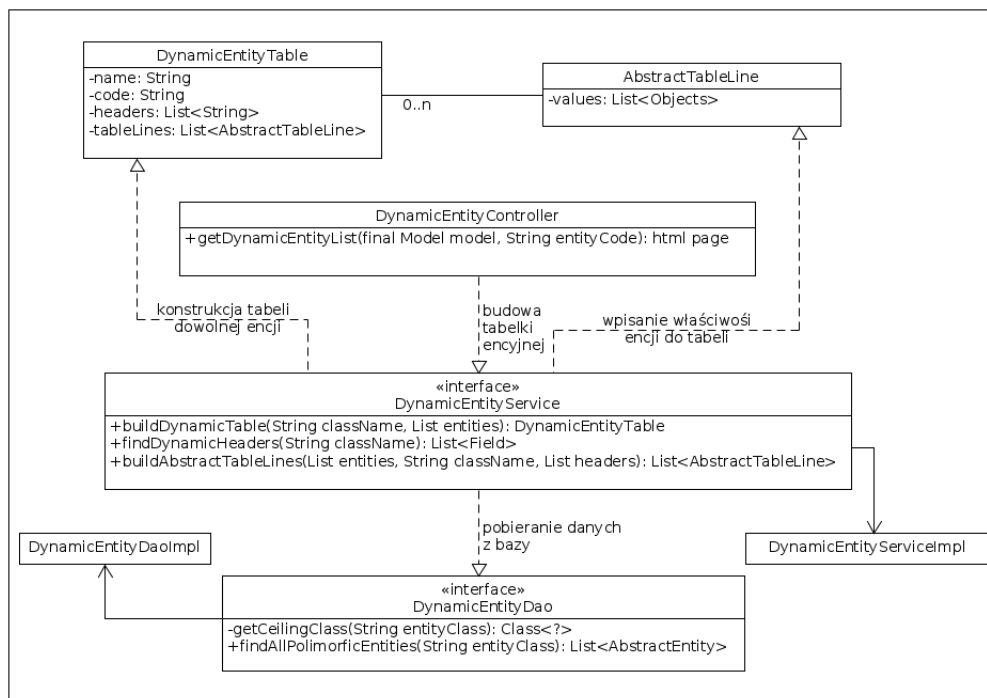 DynamicEntityTable
-name: String
-code: String
-headers: List<String>
-tableLines: List<AbstractTableLine>
0..n
AbstractTableLine
-values: List<Objects>
DynamicEntityController
+getDynamicEntityList(final Model model, String entityCode): html page
konstrukcja tabeli
dowolnej encji
budowa
tabelki
encyjnej
wpisanie właściwośi
encji do tabeli
«interface»
DynamicEntityService
+buildDynamicTable(String className, List entities): DynamicEntityTable
+findDynamicHeaders(String className): List<Field>
+buildAbstractTableLines(List entities, String className, List headers): List<AbstractTableLine>
pobieranie danych
z bazy
DynamicEntityDaoImpl
DynamicEntityServiceImpl
«interface»
DynamicEntityDao
-getCeilingClass(String entityClass): Class<?>
+findAllPolimorficEntities(String entityClass): List<AbstractEntity>